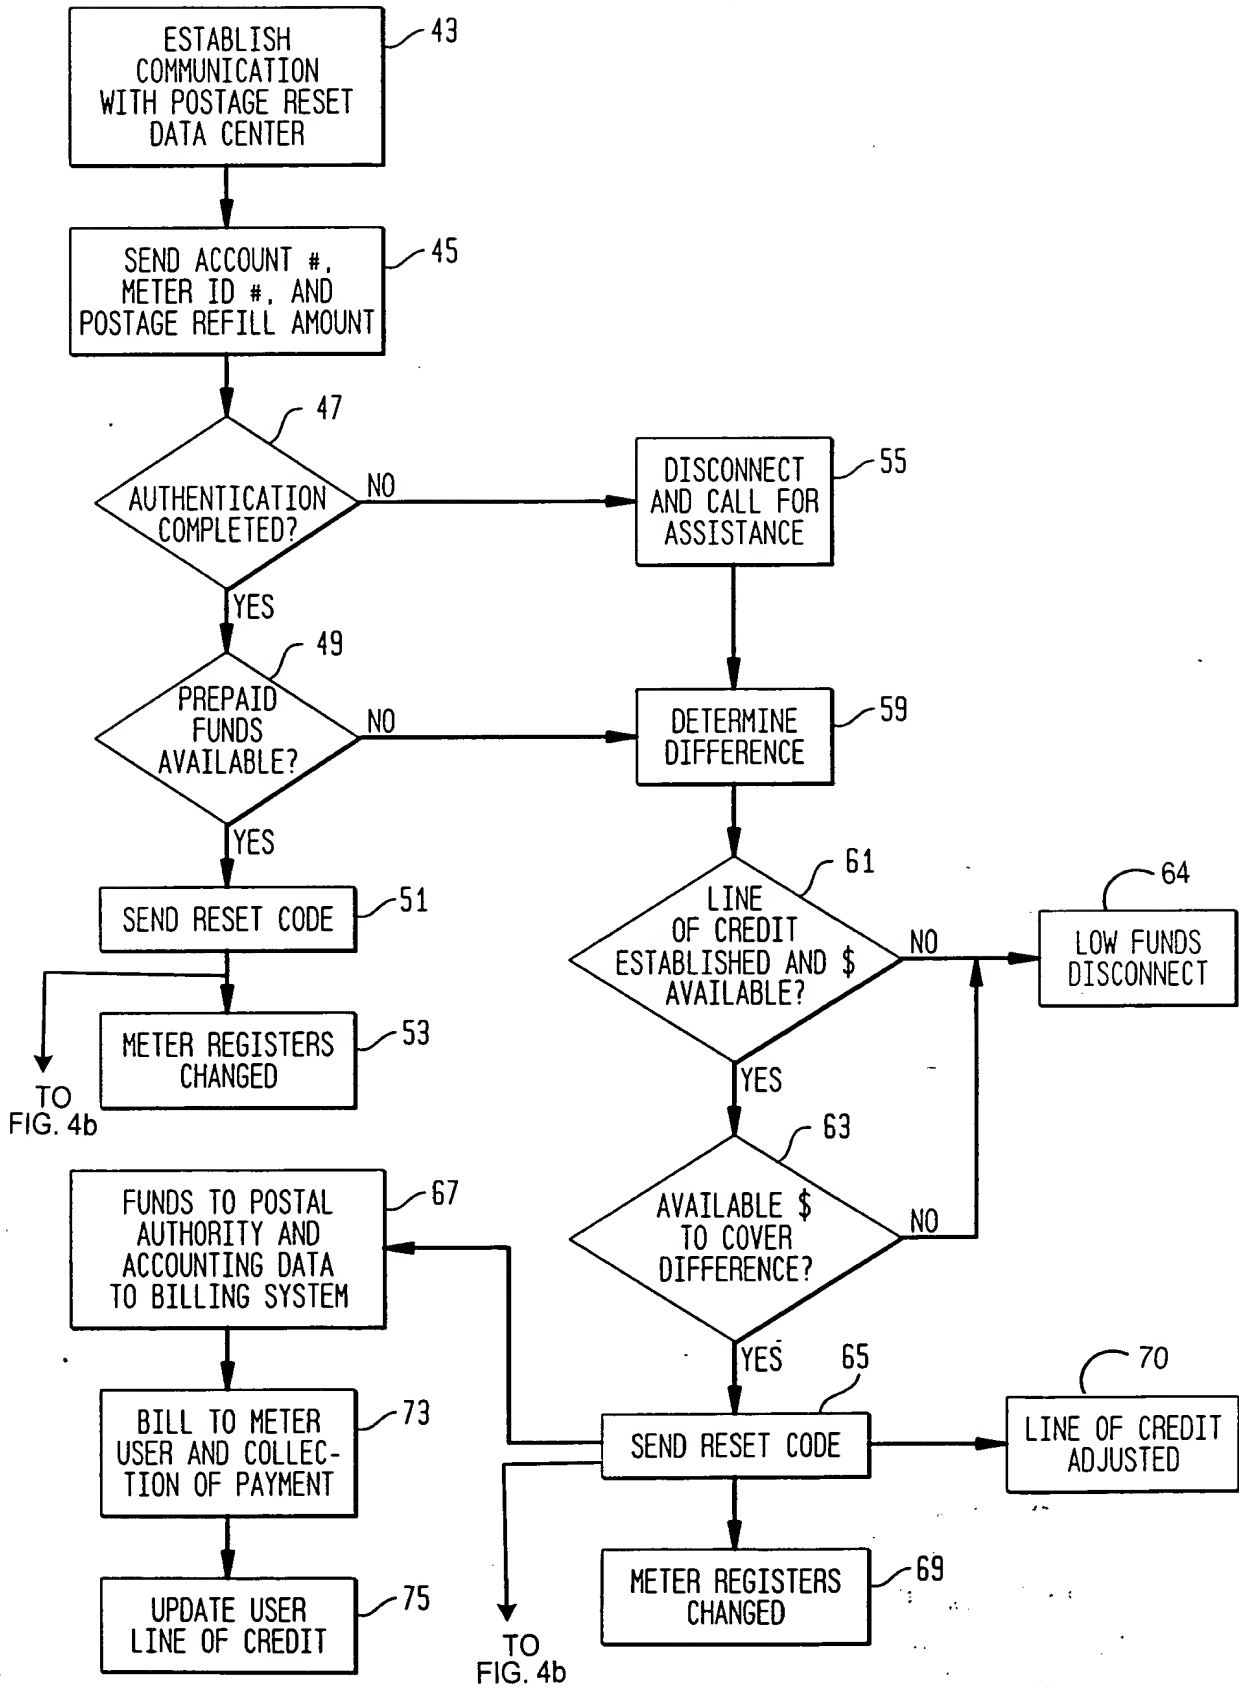 ESTABLISH
COMMUNICATION
WITH POSTAGE RESET
DATA CENTER
43
SEND ACCOUNT #,
METER ID #, AND
POSTAGE REFILL AMOUNT
45
47
AUTHENTICATION
COMPLETED?
NO
YES
DISCONNECT
AND CALL FOR
ASSISTANCE
55
49
PREPAID
FUNDS
AVAILABLE?
NO
YES
DETERMINE
DIFFERENCE
59
SEND RESET CODE
51
METER REGISTERS
CHANGED
53
TO
FIG. 4b
61
LINE
OF CREDIT
ESTABLISHED AND $
AVAILABLE?
NO
YES
64
LOW FUNDS
DISCONNECT
63
AVAILABLE $
TO COVER
DIFFERENCE?
NO
YES
FUNDS TO POSTAL
AUTHORITY AND
ACCOUNTING DATA
TO BILLING SYSTEM
67
65
SEND RESET CODE
70
LINE OF CREDIT
ADJUSTED
BILL TO METER
USER AND COLLEC-
TION OF PAYMENT
73
METER REGISTERS
CHANGED
69
UPDATE USER
LINE OF CREDIT
75
TO
FIG. 4b